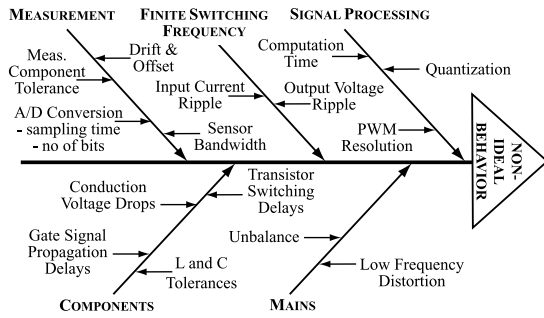 MEASUREMENT
FINITE SWITCHING
FREQUENCY
SIGNAL PROCESSING
Drift &
Offset
Meas.
Component
Tolerance
A/D Conversion
- sampling time
- no of bits
Sensor
Bandwidth
Input Current
Ripple
Output Voltage
Ripple
Computation
Time
Quantization
PWM
Resolution
NON-
IDEAL
BEHAVIOR
Conduction
Voltage Drops
Transistor
Switching
Delays
Gate Signal
Propagation
Delays
L and C
Tolerances
Unbalance
Low Frequency
Distortion
COMPONENTS
MAINS